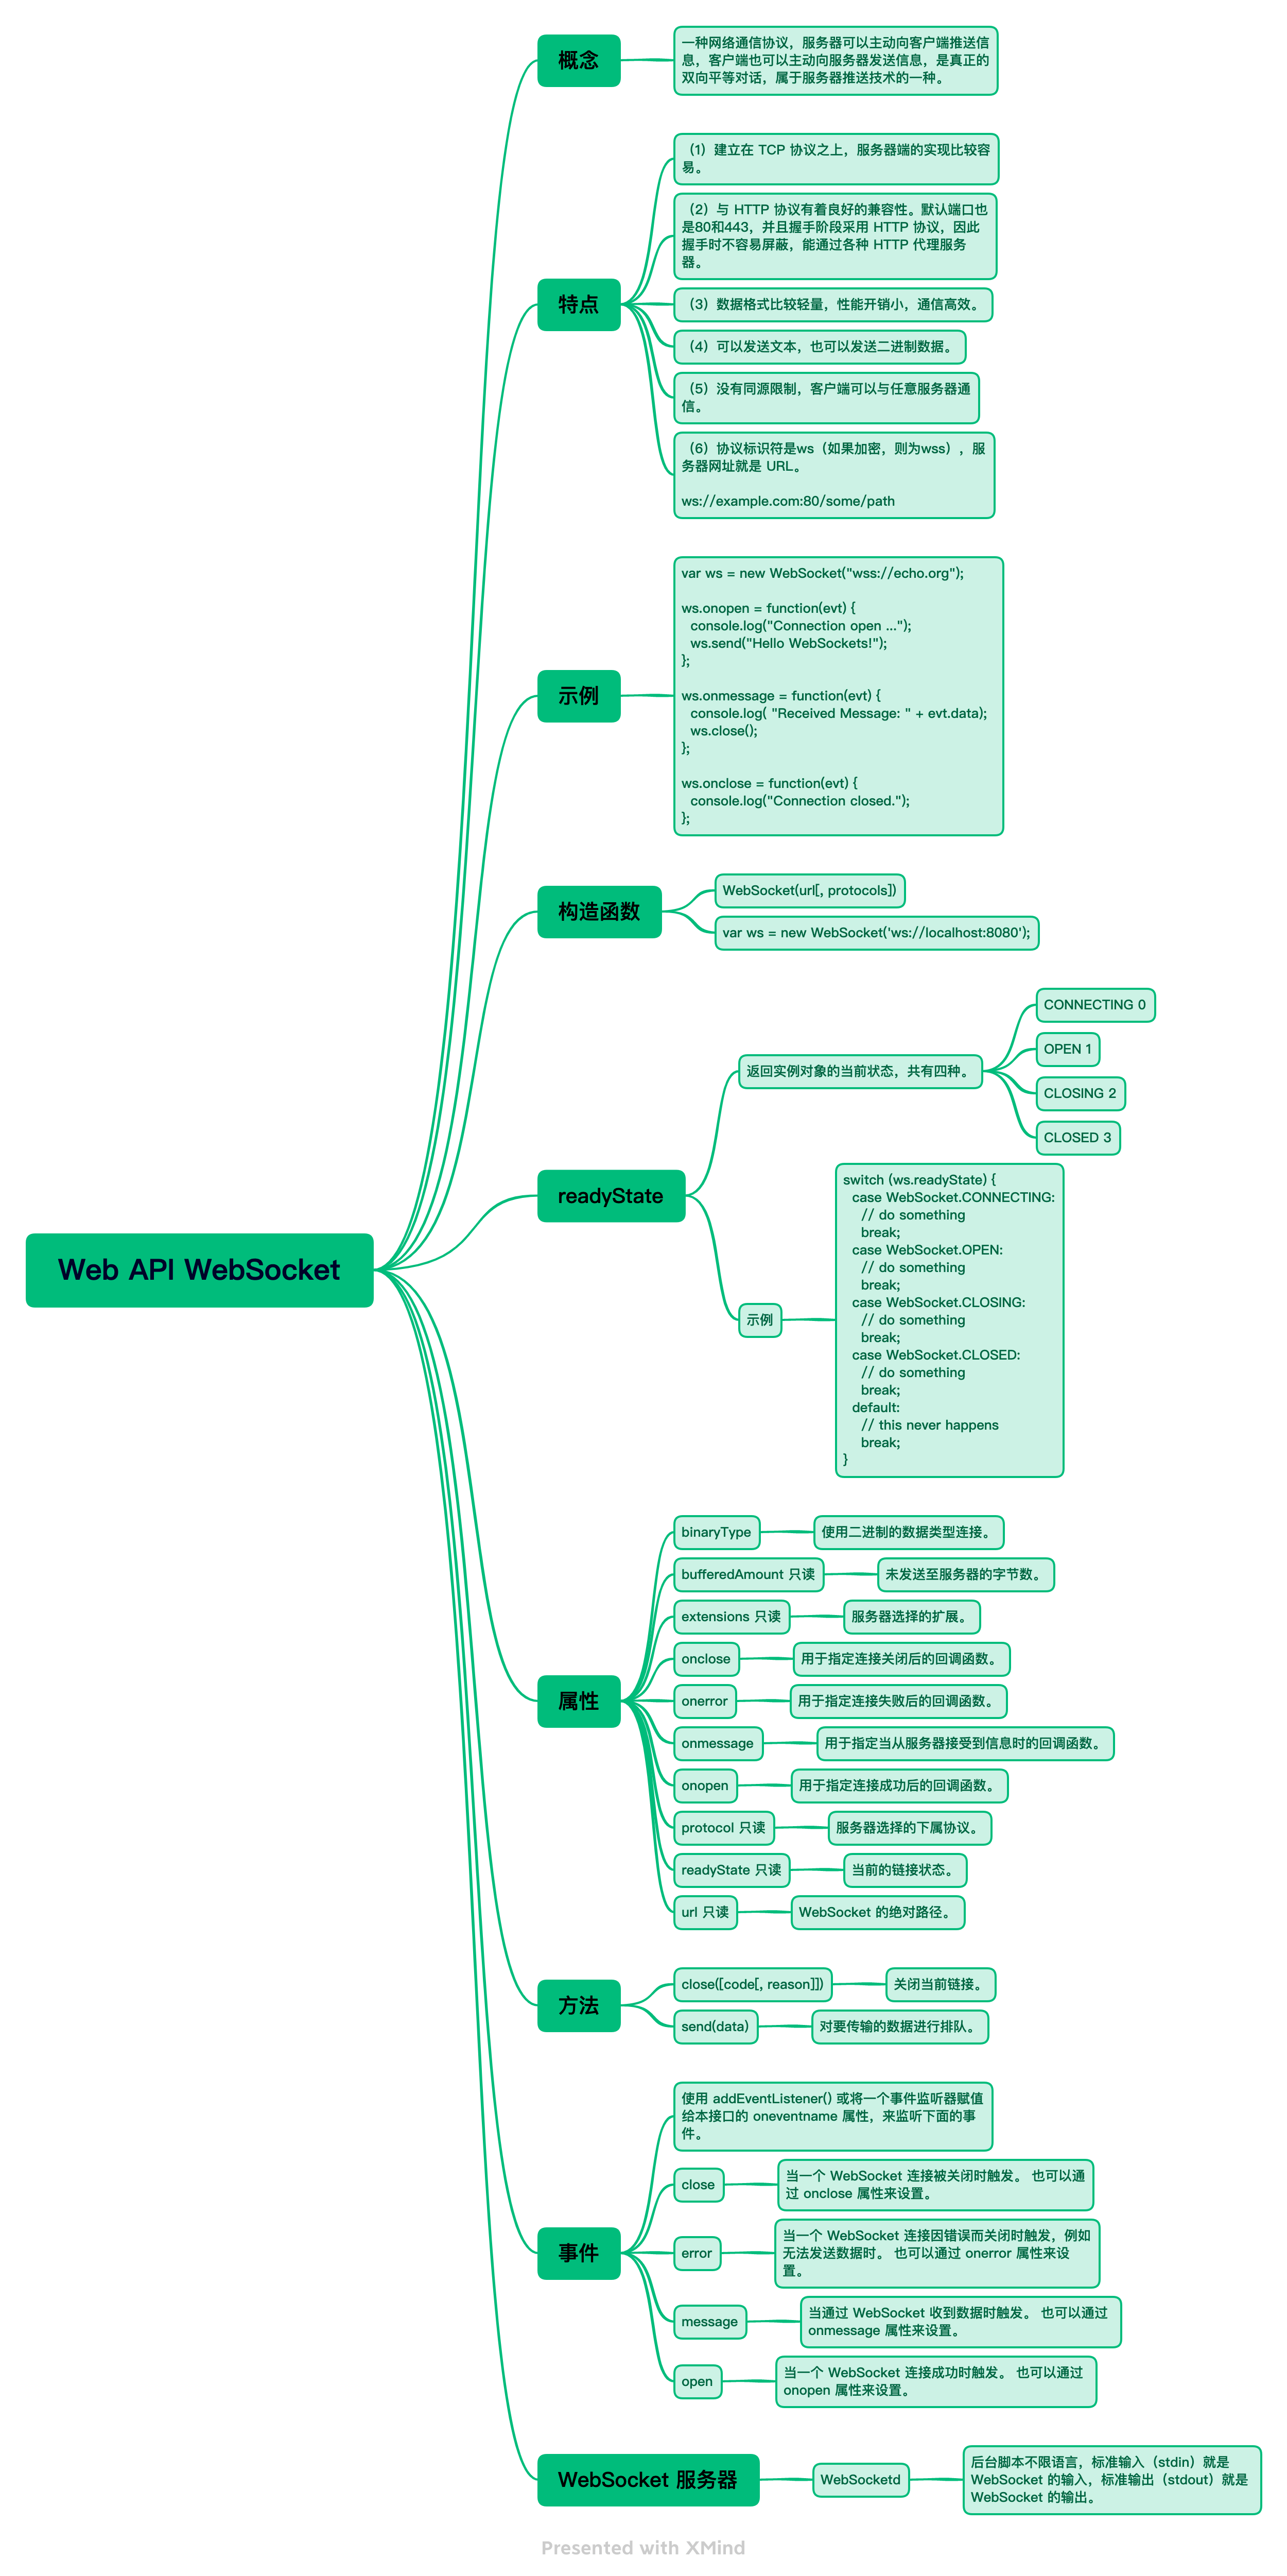 概念
一种网络通信协议，服务器可以主动向客户端推送信
息，客户端也可以主动向服务器发送信息，是真正的
双向平等对话，属于服务器推送技术的一种。
特点
（1）建立在 TCP 协议之上，服务器端的实现比较容
易。
（2）与 HTTP 协议有着良好的兼容性。默认端口也
是80和443，并且握手阶段采用 HTTP 协议，因此
握手时不容易屏蔽，能通过各种 HTTP 代理服务
器。
（3）数据格式比较轻量，性能开销小，通信高效。
（4）可以发送文本，也可以发送二进制数据。
（5）没有同源限制，客户端可以与任意服务器通
信。
（6）协议标识符是ws（如果加密，则为wss），服
务器网址就是 URL。
ws://example.com:80/some/path
示例
var ws = new WebSocket("wss://echo.org");
ws.onopen = function(evt) {
  console.log("Connection open ...");
  ws.send("Hello WebSockets!");
};
ws.onmessage = function(evt) {
  console.log( "Received Message: " + evt.data);
  ws.close();
};
ws.onclose = function(evt) {
  console.log("Connection closed.");
};
构造函数
WebSocket(url[, protocols])
var ws = new WebSocket('ws://localhost:8080');
readyState
返回实例对象的当前状态，共有四种。
CONNECTING 0
OPEN 1
CLOSING 2
CLOSED 3
示例
switch (ws.readyState) {
  case WebSocket.CONNECTING:
    // do something
    break;
  case WebSocket.OPEN:
    // do something
    break;
  case WebSocket.CLOSING:
    // do something
    break;
  case WebSocket.CLOSED:
    // do something
    break;
  default:
    // this never happens
    break;
}
Web API WebSocket
属性
binaryType
使用二进制的数据类型连接。
bufferedAmount 只读
未发送至服务器的字节数。
extensions 只读
服务器选择的扩展。
onclose
用于指定连接关闭后的回调函数。
onerror
用于指定连接失败后的回调函数。
onmessage
用于指定当从服务器接受到信息时的回调函数。
onopen
用于指定连接成功后的回调函数。
protocol 只读
服务器选择的下属协议。
readyState 只读
当前的链接状态。
url 只读
WebSocket 的绝对路径。
方法
close([code[, reason]])
关闭当前链接。
send(data)
对要传输的数据进行排队。
事件
使用 addEventListener() 或将一个事件监听器赋值
给本接口的 oneventname 属性，来监听下面的事
件。
close
当一个 WebSocket 连接被关闭时触发。 也可以通
过 onclose 属性来设置。
error
当一个 WebSocket 连接因错误而关闭时触发，例如
无法发送数据时。 也可以通过 onerror 属性来设
置。
message
当通过 WebSocket 收到数据时触发。 也可以通过
onmessage 属性来设置。
open
当一个 WebSocket 连接成功时触发。 也可以通过
onopen 属性来设置。
WebSocket 服务器
WebSocketd
后台脚本不限语言，标准输入（stdin）就是
WebSocket 的输入，标准输出（stdout）就是
WebSocket 的输出。
Presented with XMind